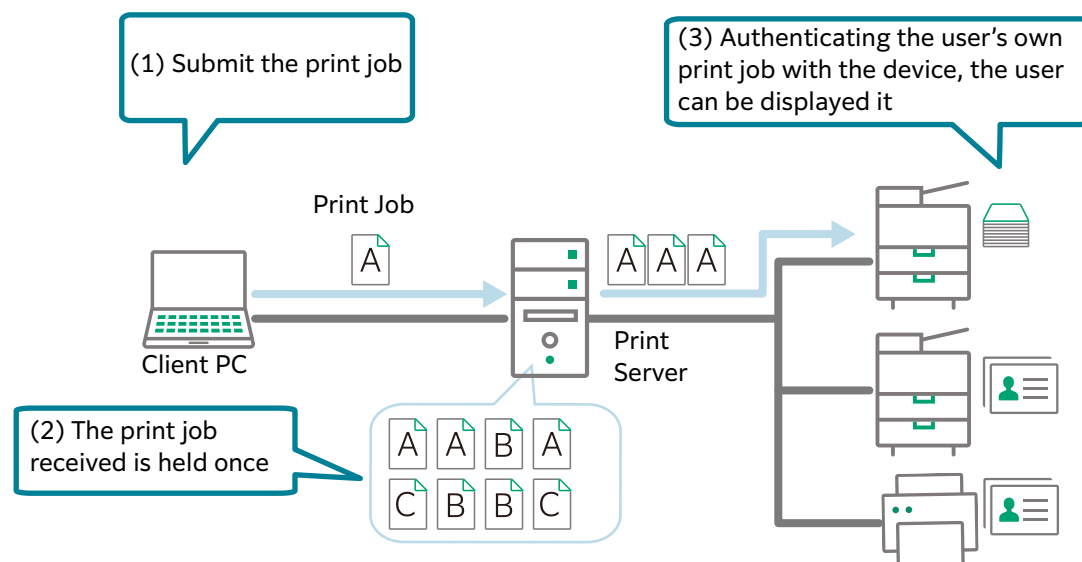 (1) Submit the print job
(3) Authenticating the user's own
print job with the device, the user
can be displayed it
Print Job
A
A A A
Client PC
Print
Server
(2) The print job
received is held once
A A B A
C B B C